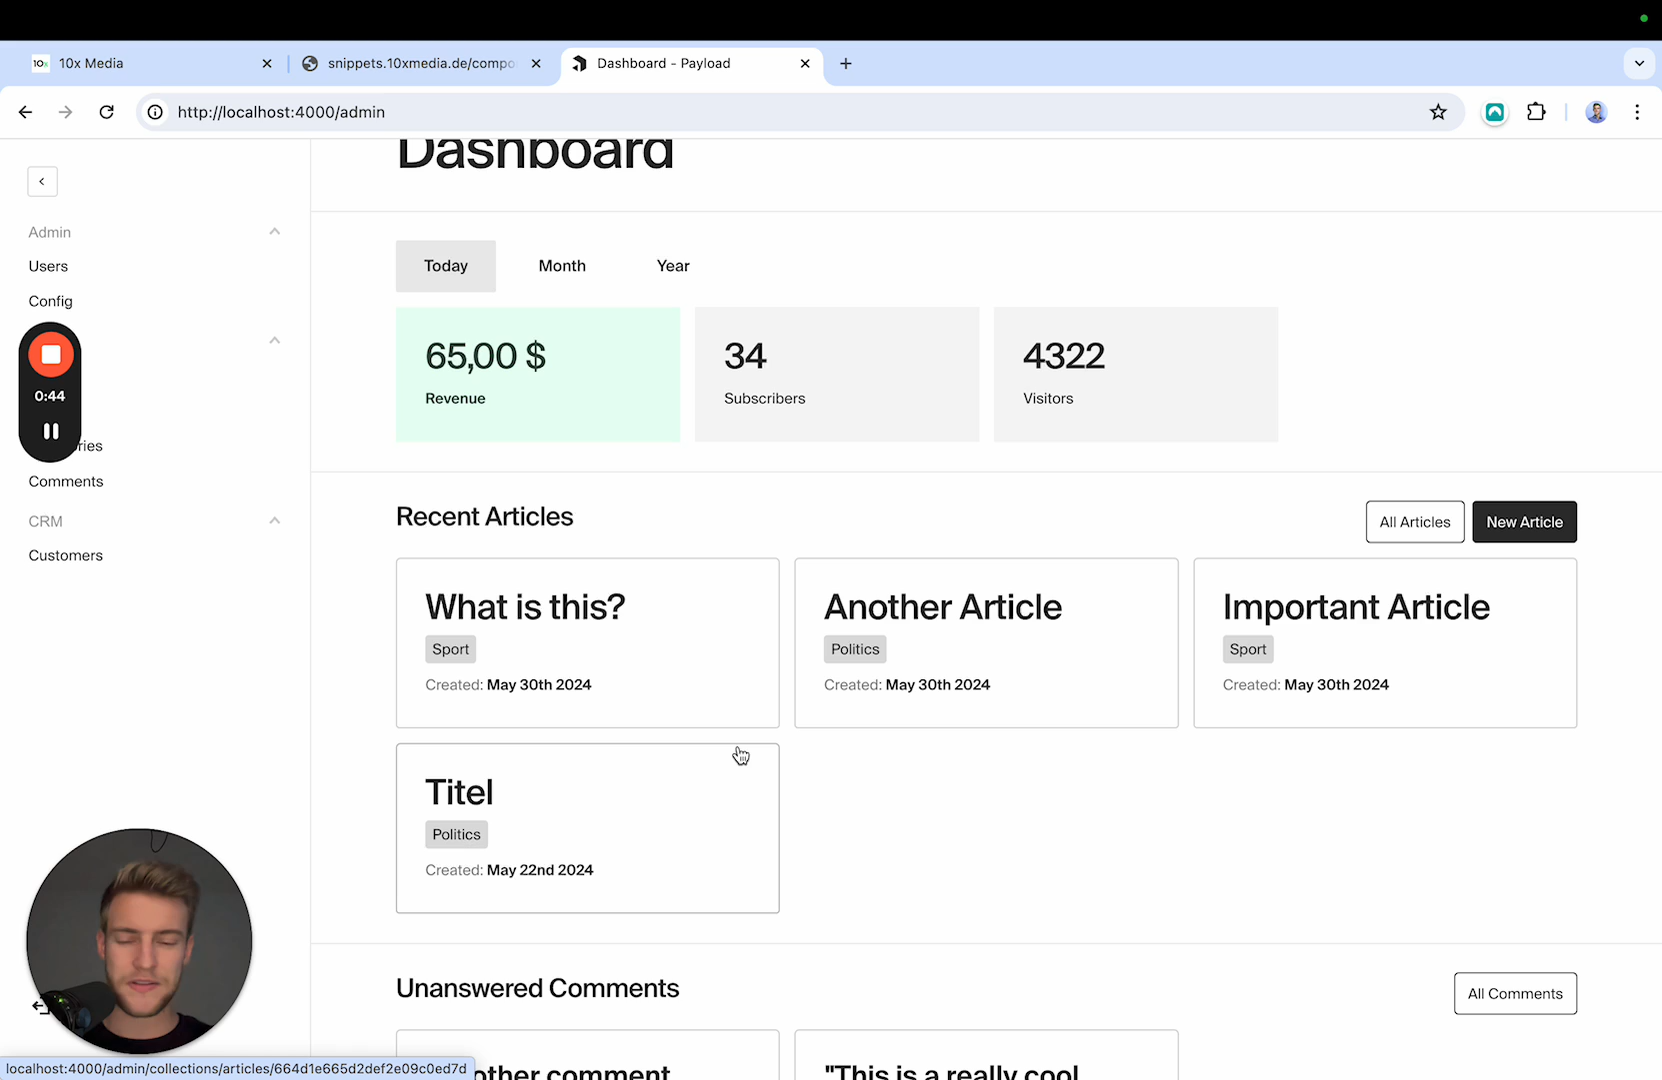 10x
10x Media
snippets.10xmedia.de/compo
Dashboard - Payload
http://localhost:4000/admin
Dashboard
Admin
Users
Config
0:44
ries
Comments
CRM
Customers
Today
Month
Year
65,00 $
Revenue
34
Subscribers
4322
Visitors
Recent Articles
All Articles
New Article
What is this?
Sport
Created: May 30th 2024
Another Article
Politics
Created: May 30th 2024
Important Article
Sport
Created: May 30th 2024
Titel
Politics
Created: May 22nd 2024
Unanswered Comments
All Comments
other comment
"This is a really cool
localhost:4000/admin/collections/articles/664d1e665d2def2e09c0ed7d